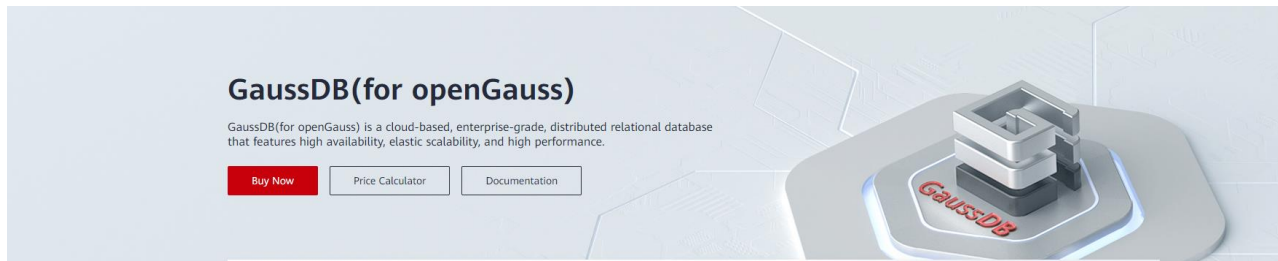 GaussDB(for openGauss)
GaussDB(for openGauss) is a cloud-based, enterprise-grade, distributed relational database
that features high availability, elastic scalability, and high performance.
Buy Now
Price Calculator
Documentation
GaussDB